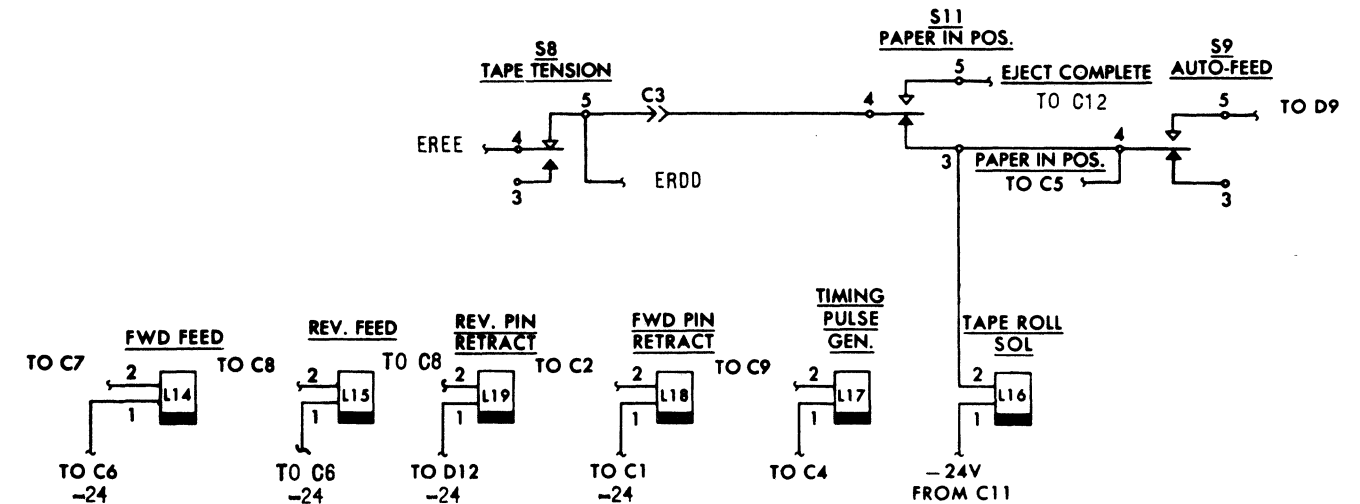 S11
PAPER IN POS.
S8
TAPE TENSION
S9
AUTO-FEED
5
EJECT COMPLETE
TO C12
5
TO D9
5
C3
4
4
EREE
4
3
PAPER IN POS.
TO C5
ERDD
3
3
FWD FEED
TO C7
2
L14
1
TO C6
-24
REV. FEED
TO C8
2
L15
1
TO C6
-24
REV. PIN
RETRACT
TO C8
2
L19
1
TO D12
-24
FWD PIN
RETRACT
TO C2
2
L18
1
TO C1
-24
TIMING
PULSE
GEN.
TO C9
2
L17
1
TO C4
TAPE ROLL
SOL
2
L16
1
-24V
FROM C11